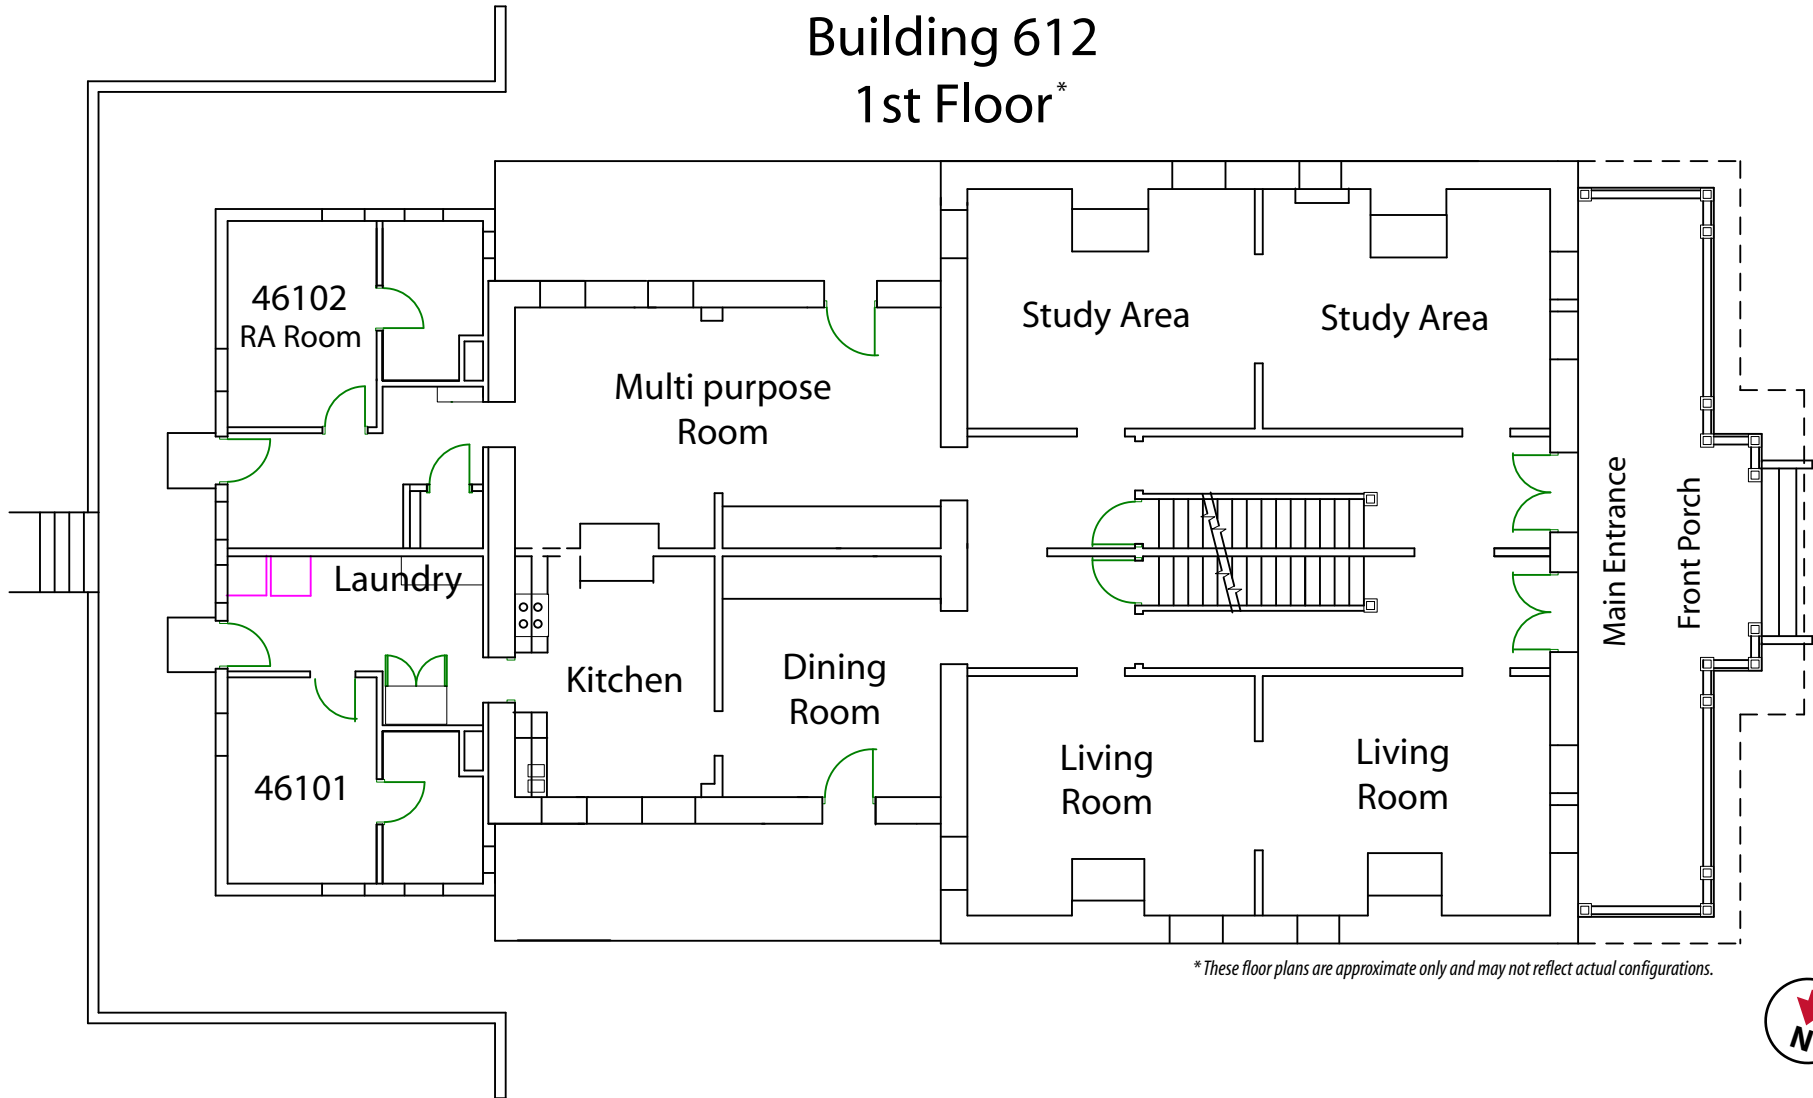 Building 612
1st Floor*
46102
RA Room
Multi purpose
Room
Study Area
Study Area
Laundry
Kitchen
Dining
Room
46101
Living
Room
Living
Room
Main Entrance
Front Porch
* These floor plans are approximate only and may not reflect actual configurations.
N